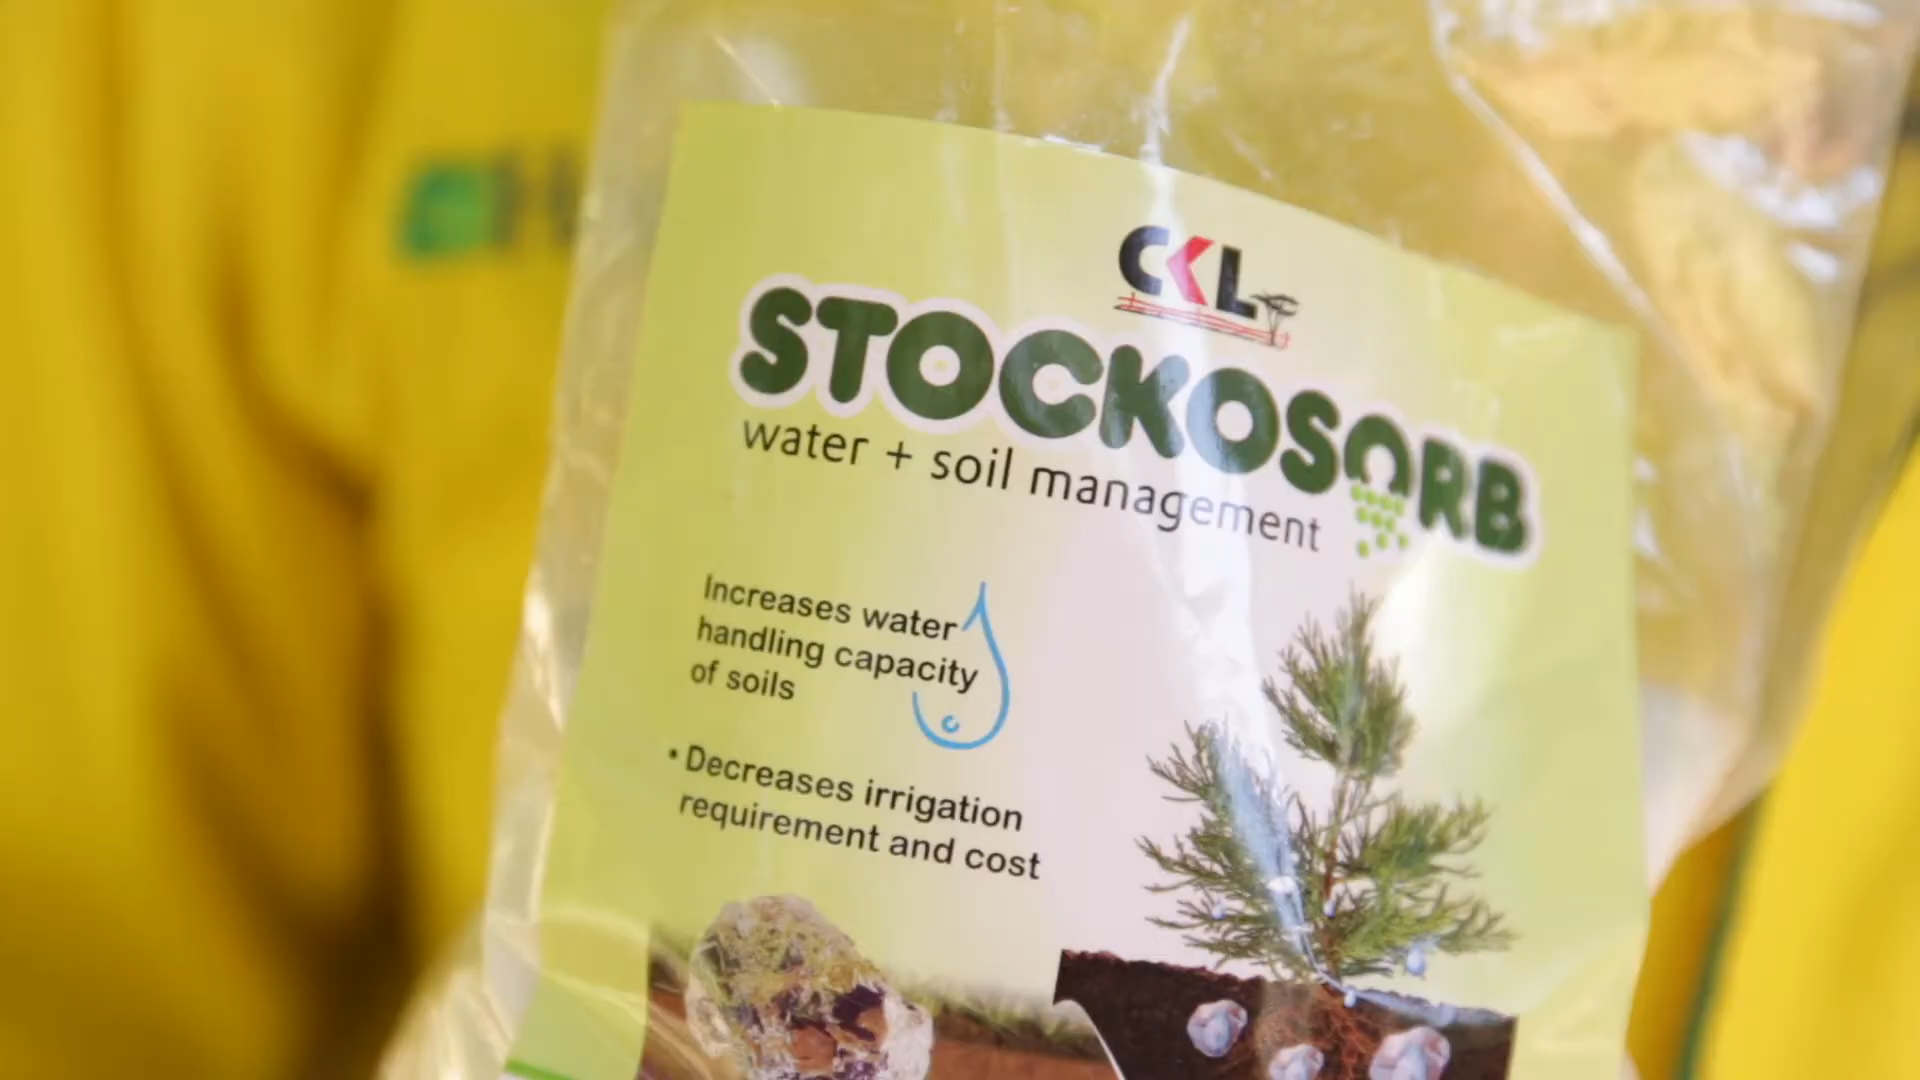 CKL
STOCKOSORB
water + soil management
Increases water
handling capacity
of soils
• Decreases irrigation
requirement and cost